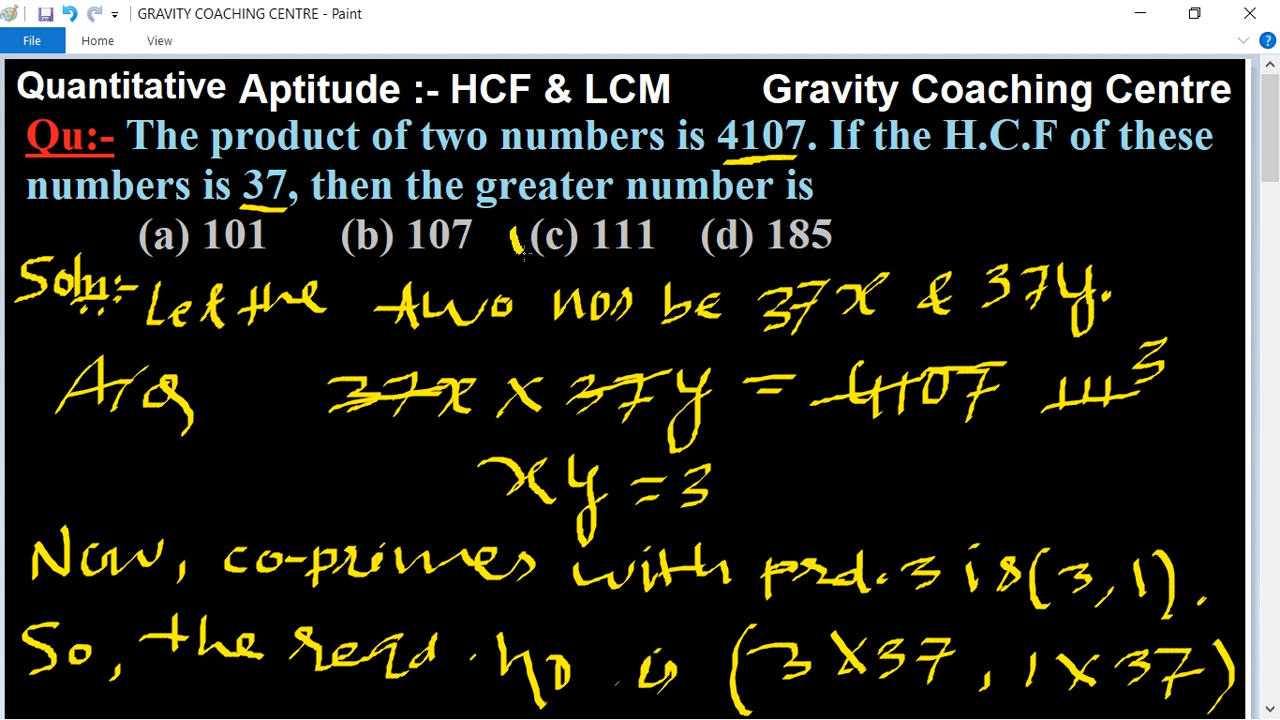 GRAVITY COACHING CENTRE - Paint
File Home View
Quantitative Aptitude :- HCF & LCM Gravity Coaching Centre
Qu:- The product of two numbers is 4107. If the H.C.F of these
numbers is 37, then the greater number is
(a) 101 (b) 107 (c) 111 (d) 185
Soln:- Let the two nos be 37x & 37y.
A/Q 37x × 37y = 4107 111 3
xy = 3
Now, co-primes with prd. 3 is (3, 1).
So, the reqd. no is (3 × 37, 1 × 37)